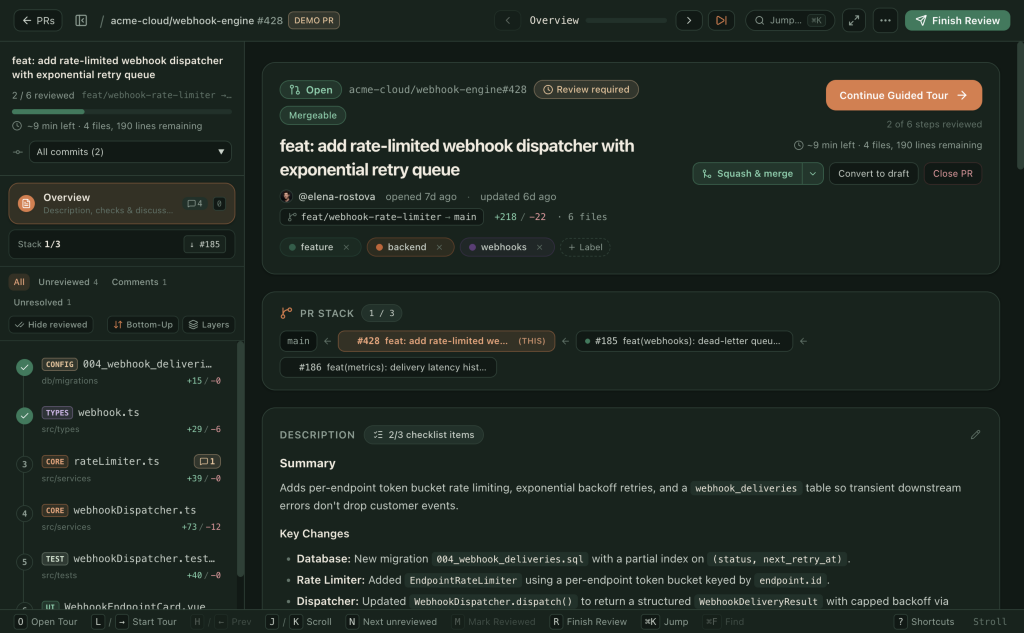 ← PRs / acme-cloud/webhook-engine #428 DEMO PR Overview Jump... ⌘K Finish Review
feat: add rate-limited webhook dispatcher
with exponential retry queue
2 / 6 reviewed feat/webhook-rate-limiter →…
~9 min left · 4 files, 190 lines remaining
All commits (2)
Overview
Description, checks & discuss… 4 0
Stack 1/3 ↓ #185
All Unreviewed 4 Comments 1
Unresolved 1
Hide reviewed Bottom-Up Layers
CONFIG 004_webhook_deliveri…
db/migrations +15 / −0
TYPES webhook.ts
src/types +29 / −6
3 CORE rateLimiter.ts 1
src/services +39 / −0
4 CORE webhookDispatcher.ts
src/services +73 / −12
5 TEST webhookDispatcher.test…
src/tests +40 / −0
UI WebhookEndpointCard.vue
Open acme-cloud/webhook-engine#428 Review required
Mergeable
feat: add rate-limited webhook dispatcher with
exponential retry queue
@elena-rostova opened 7d ago · updated 6d ago
feat/webhook-rate-limiter → main +218 / −22 · 6 files
feature × backend × webhooks × + Label
Continue Guided Tour →
2 of 6 steps reviewed
~9 min left · 4 files, 190 lines remaining
Squash & merge Convert to draft Close PR
PR STACK 1 / 3
main ← #428 feat: add rate-limited we… (THIS) ← #185 feat(webhooks): dead-letter queu… ←
#186 feat(metrics): delivery latency hist…
DESCRIPTION 2/3 checklist items
Summary
Adds per-endpoint token bucket rate limiting, exponential backoff retries, and a webhook_deliveries table so transient downstream
errors don't drop customer events.
Key Changes
• Database: New migration 004_webhook_deliveries.sql with a partial index on (status, next_retry_at).
• Rate Limiter: Added EndpointRateLimiter using a per-endpoint token bucket keyed by endpoint.id.
• Dispatcher: Updated WebhookDispatcher.dispatch() to return a structured WebhookDeliveryResult with capped backoff via
O Open Tour L / → Start Tour H / ← Prev J / K Scroll N Next unreviewed M Mark Reviewed R Finish Review ⌘K Jump ⌘F Find ? Shortcuts Scroll